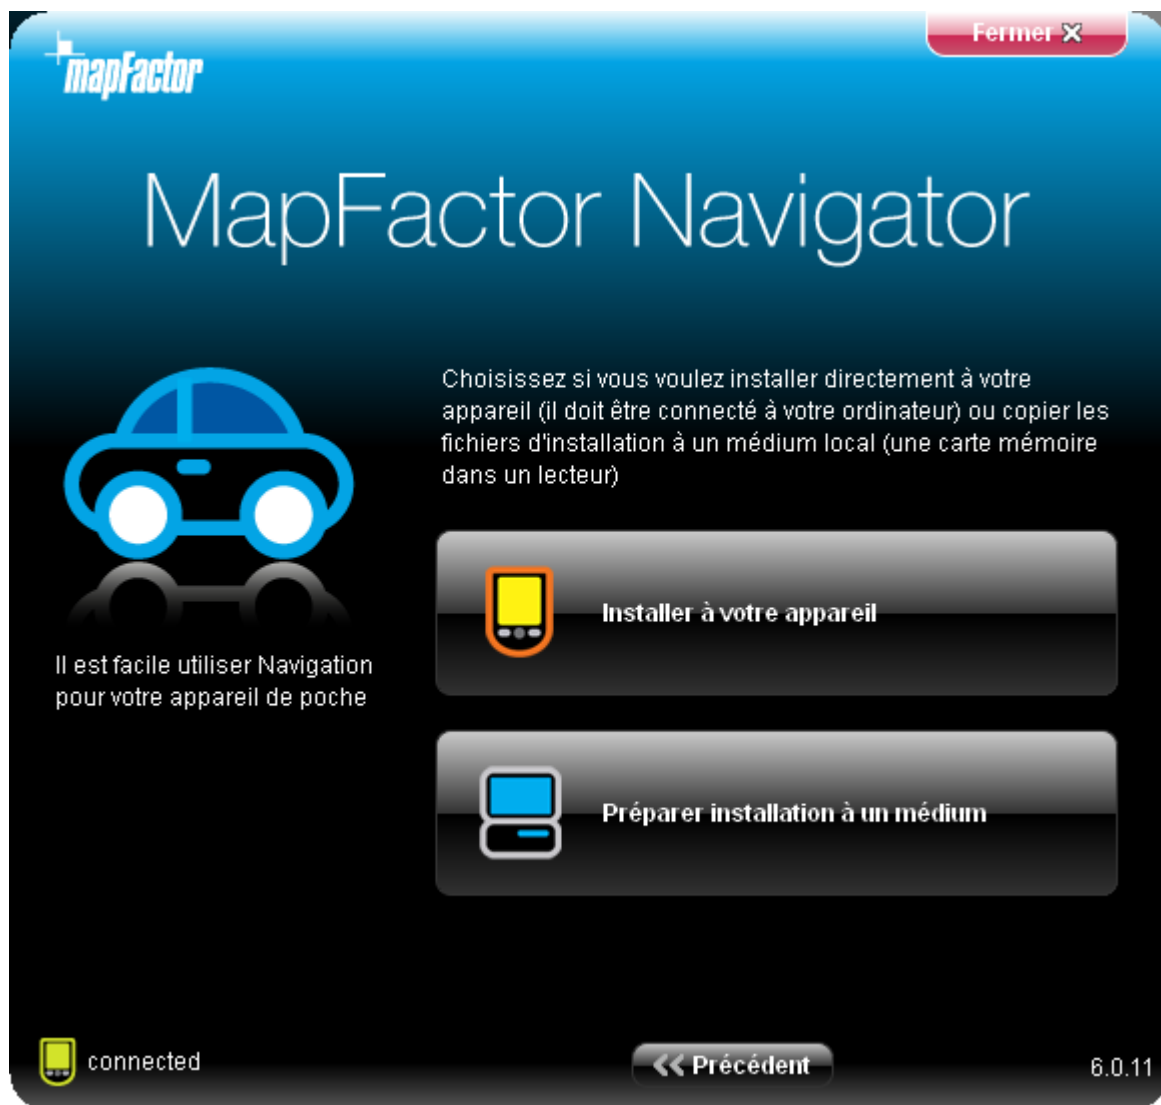 Fermer
mapFactor
MapFactor Navigator
Choisissez si vous voulez installer directement à votre
appareil (il doit être connecté à votre ordinateur) ou copier les
fichiers d'installation à un médium local (une carte mémoire
dans un lecteur)
Installer à votre appareil
Il est facile utiliser Navigation
pour votre appareil de poche
Préparer installation à un médium
connected
Précédent
6.0.11